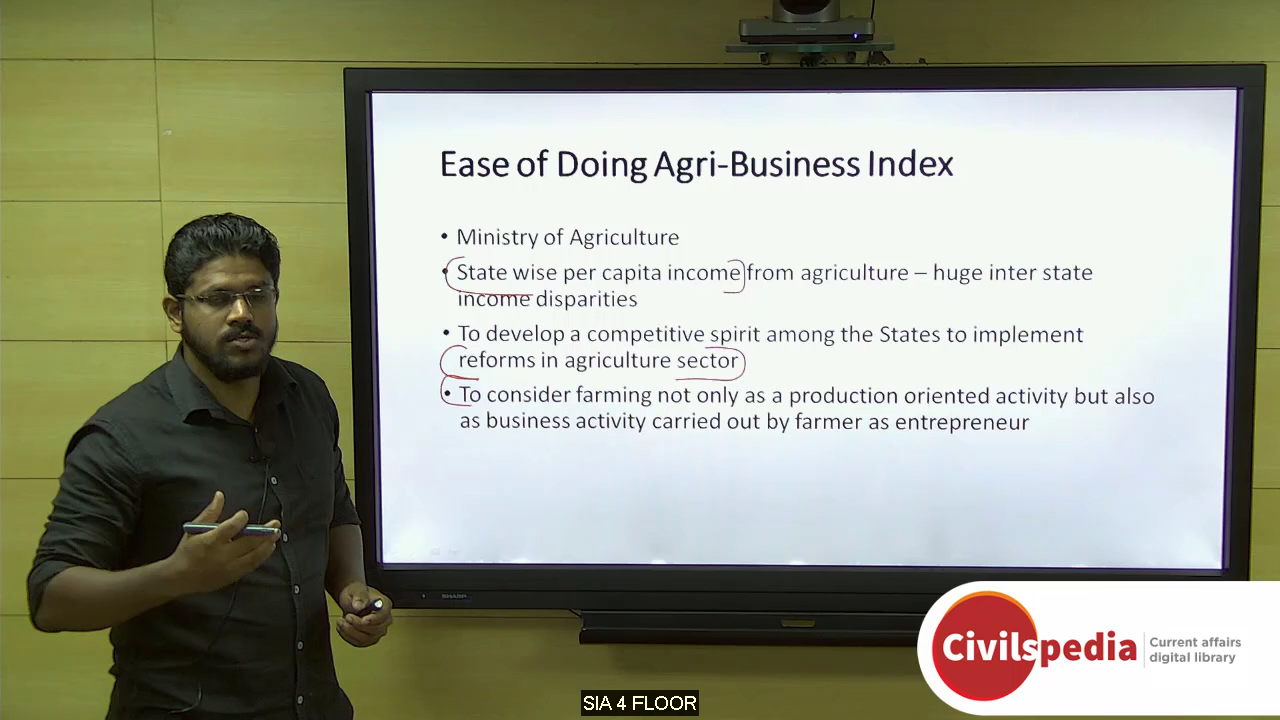 Ease of Doing Agri-Business Index
• Ministry of Agriculture
• State wise per capita income from agriculture – huge inter state
income disparities
• To develop a competitive spirit among the States to implement
reforms in agriculture sector
• To consider farming not only as a production oriented activity but also
as business activity carried out by farmer as entrepreneur
SHARP
Civilspedia
Current affairs
digital library
SIA 4 FLOOR